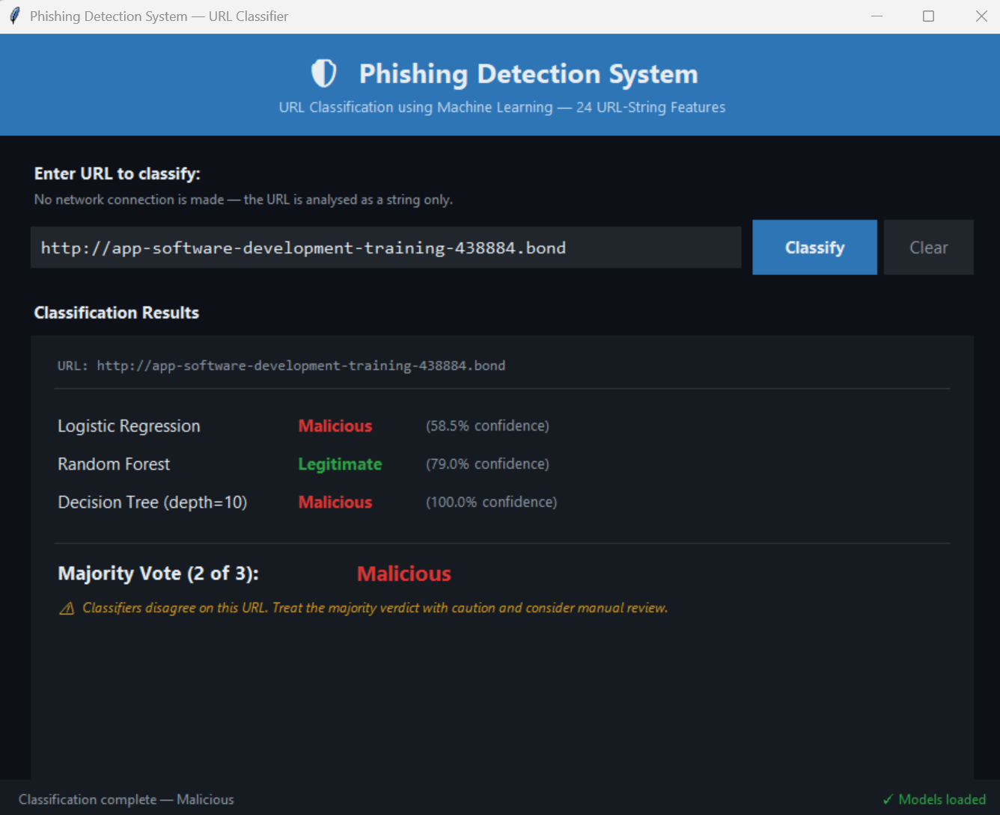 Phishing Detection System — URL Classifier
Phishing Detection System
URL Classification using Machine Learning — 24 URL-String Features
Enter URL to classify:
No network connection is made — the URL is analysed as a string only.
http://app-software-development-training-438884.bond
Classify
Clear
Classification Results
URL: http://app-software-development-training-438884.bond
Logistic Regression Malicious (58.5% confidence)
Random Forest Legitimate (79.0% confidence)
Decision Tree (depth=10) Malicious (100.0% confidence)
Majority Vote (2 of 3): Malicious
⚠ Classifiers disagree on this URL. Treat the majority verdict with caution and consider manual review.
Classification complete — Malicious
✓ Models loaded